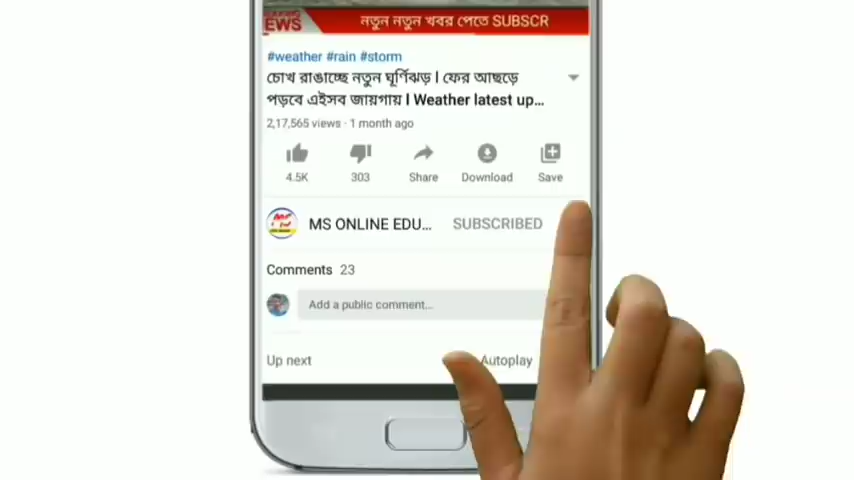 EWS
নতুন নতুন খবর পেতে SUBSCR
#weather #rain #storm
চোখ রাঙাচ্ছে নতুন ঘূর্ণিঝড় l ফের আছড়ে
পড়বে এইসব জায়গায় l Weather latest up...
2,17,565 views · 1 month ago
4.5K 303 Share Download Save
MS ONLINE EDU... SUBSCRIBED
Comments 23
Add a public comment...
Up next Autoplay